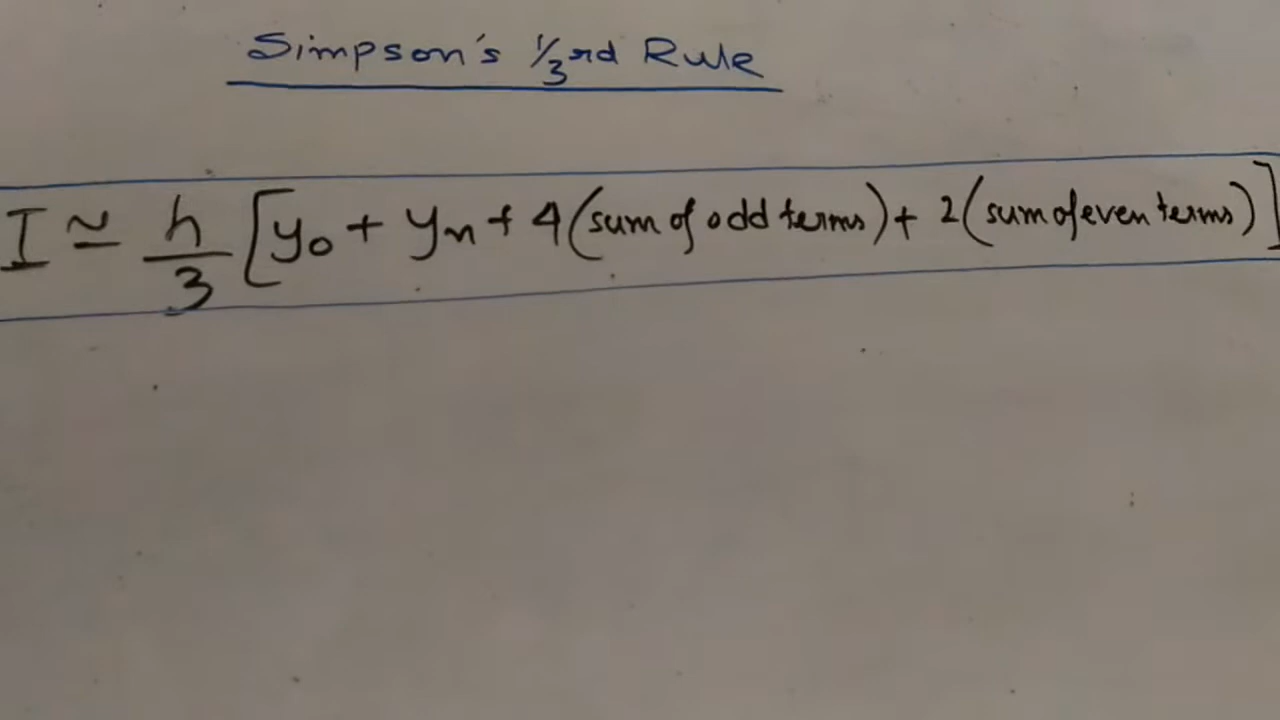 Simpson's 1/3rd Rule
I ≃ h/3 [y₀ + yₙ + 4(sum of odd terms) + 2(sum of even terms)]